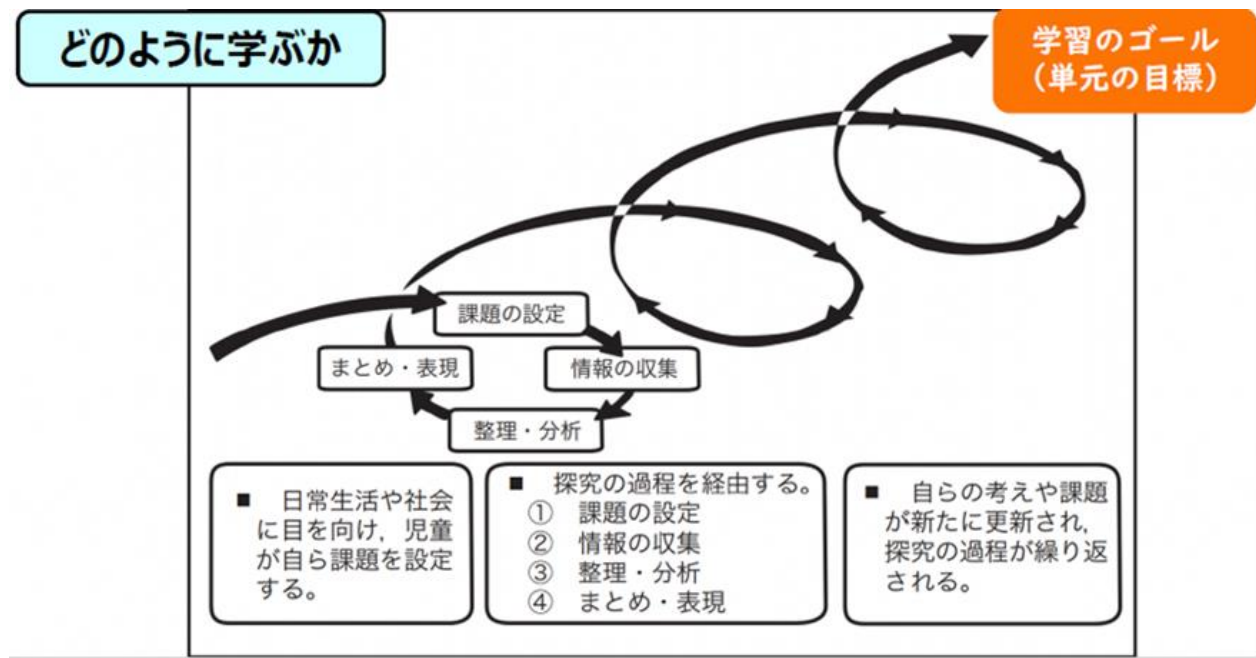 どのように学ぶか
学習のゴール
（単元の目標）
課題の設定
まとめ・表現
情報の収集
整理・分析
■　日常生活や社会
に目を向け，児童
が自ら課題を設定
する。
■　探究の過程を経由する。
①　課題の設定
②　情報の収集
③　整理・分析
④　まとめ・表現
■　自らの考えや課題
が新たに更新され，
探究の過程が繰り返
される。